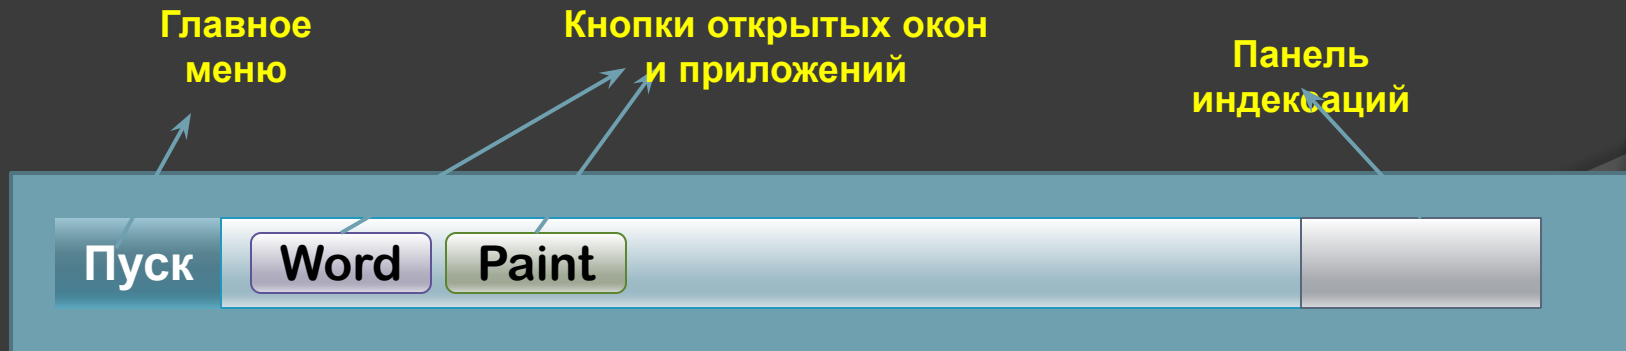 Главное
меню
Кнопки открытых окон
и приложений
Панель
индексаций
Пуск
Word
Paint